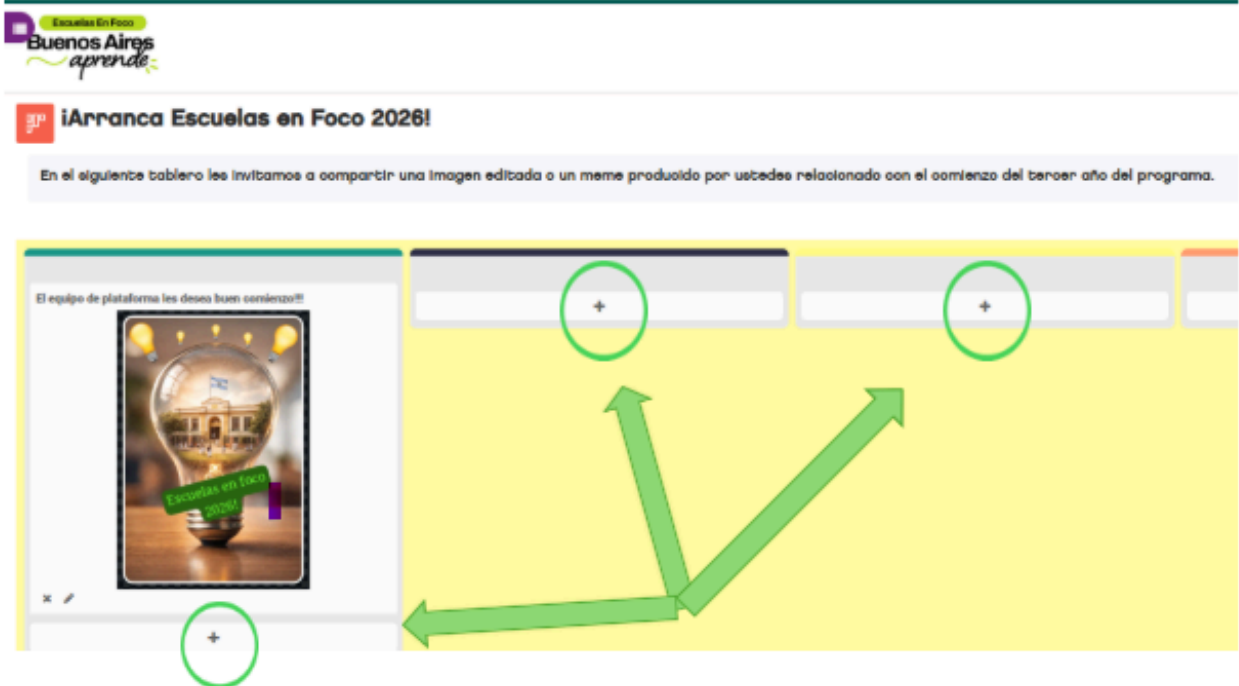 Escuelas En Foco
Buenos Aires
aprende
¡Arranca Escuelas en Foco 2026!
En el siguiente tablero les invitamos a compartir una imagen editada o un meme producido por ustedes relacionado con el comienzo del tercer año del programa.
El equipo de plataforma les desea buen comienzo!!!
Escuelas en foco
2026!